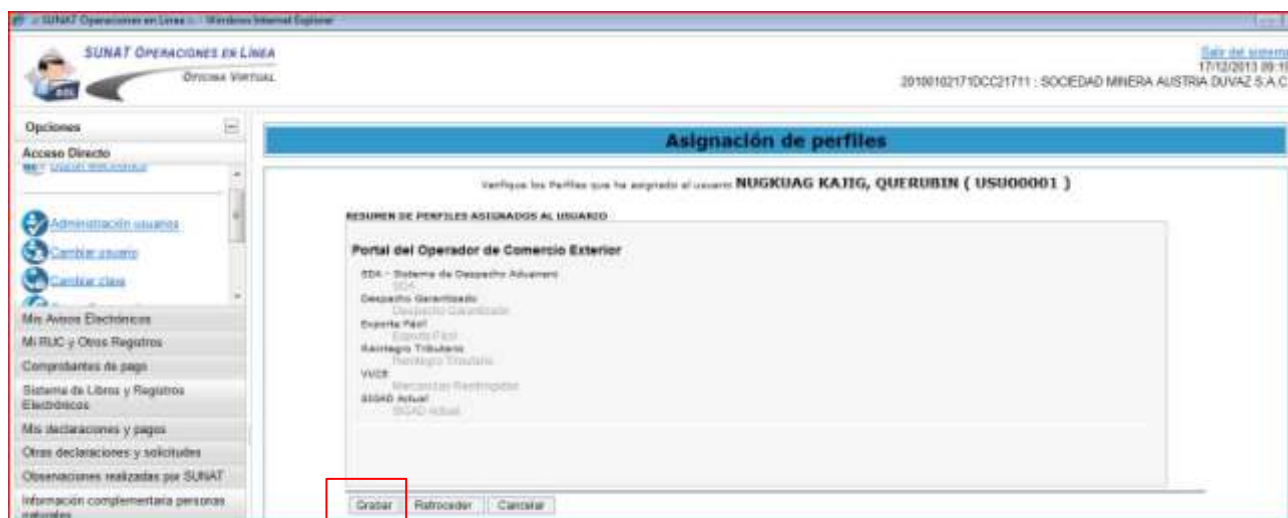 SUNAT Operaciones en Línea - Windows Internet Explorer
SUNAT OPERACIONES EN LÍNEA
OFICINA VIRTUAL
SOL
Salir del sistema
17/12/2013
: SOCIEDAD MINERA AUSTRIA DUVAZ S.A.C
Opciones
Acceso Directo
Administración usuarios
Cambiar usuario
Cambiar clave
Mis Avisos Electrónicos
Mi RUC y Otros Registros
Comprobantes de pago
Sistema de Libros y Registros
Electrónicos
Mis declaraciones y pagos
Otras declaraciones y solicitudes
Observaciones realizadas por SUNAT
Información complementaria personas
naturales
Asignación de perfiles
Verifique los Perfiles que ha asignado al usuario NUGKUAG KAJIG, QUERUBIN ( USU00001 )
RESUMEN DE PERFILES ASIGNADOS AL USUARIO
Portal del Operador de Comercio Exterior
SDA - Sistema de Despacho Aduanero
SDA
Despacho Garantizado
Despacho Garantizado
Exporta Fácil
Exporta Fácil
Reintegro Tributario
Reintegro Tributario
VUCE
Mercancías Restringidas
SIGAD Actual
SIGAD Actual
Grabar
Retroceder
Cancelar